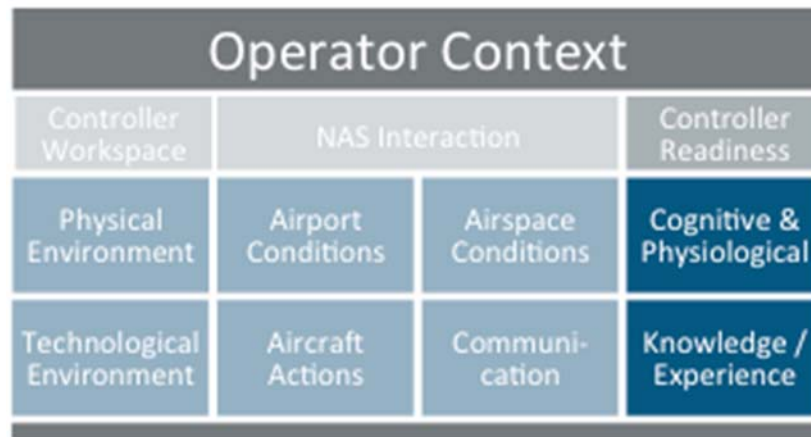 Operator Context
Controller
Workspace
NAS Interaction
Controller
Readiness
Physical
Environment
Airport
Conditions
Airspace
Conditions
Cognitive &
Physiological
Technological
Environment
Aircraft
Actions
Communi-
cation
Knowledge /
Experience